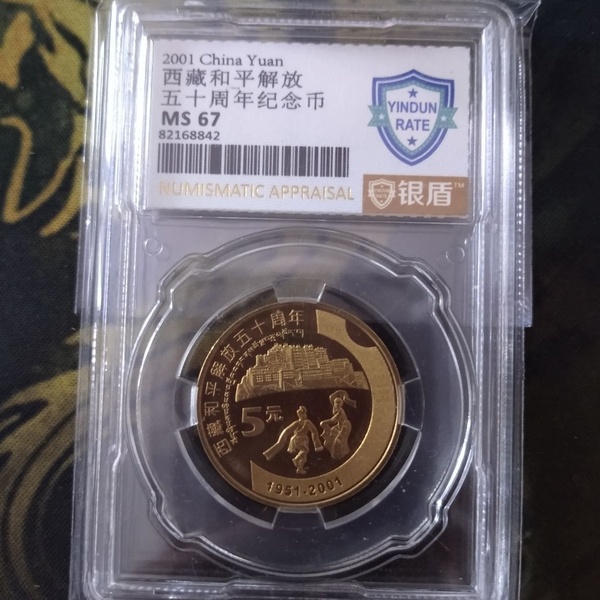 2001 China Yuan
西藏和平解放
五十周年纪念币
MS 67
82168842
NUMISMATIC APPRAISAL
YINDUN
RATE
银盾™
西藏和平解放五十周年
5元
1951-2001